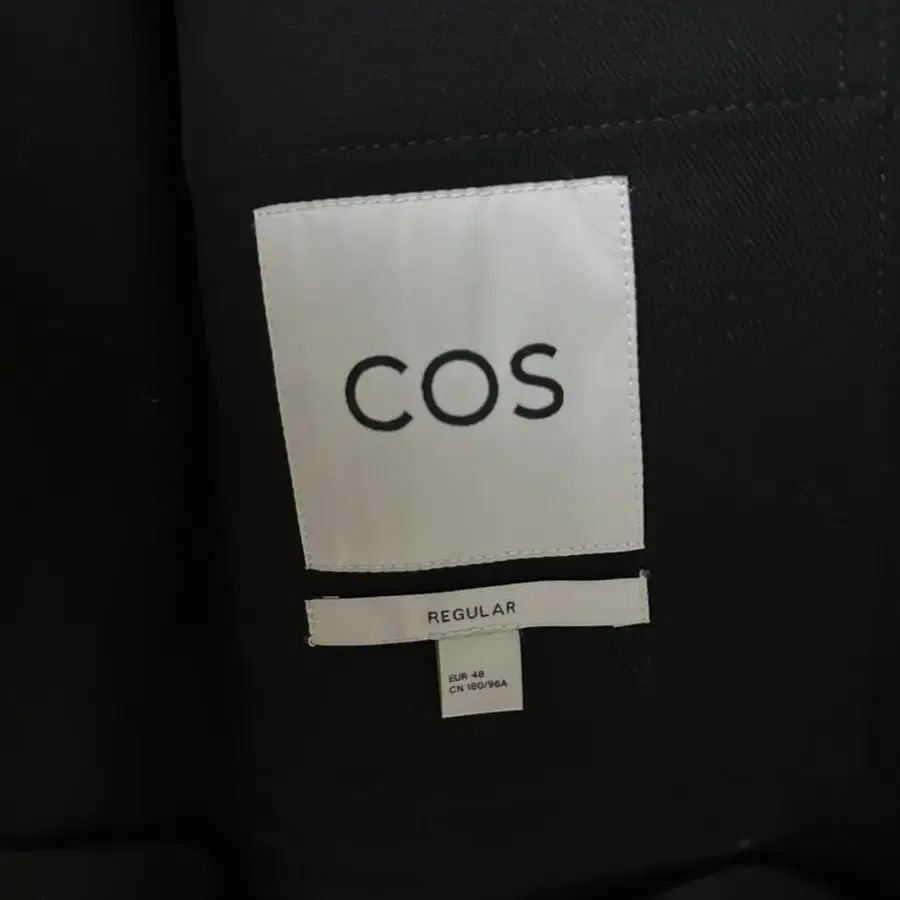 COS
REGULAR
EUR 48
CN 180/96A